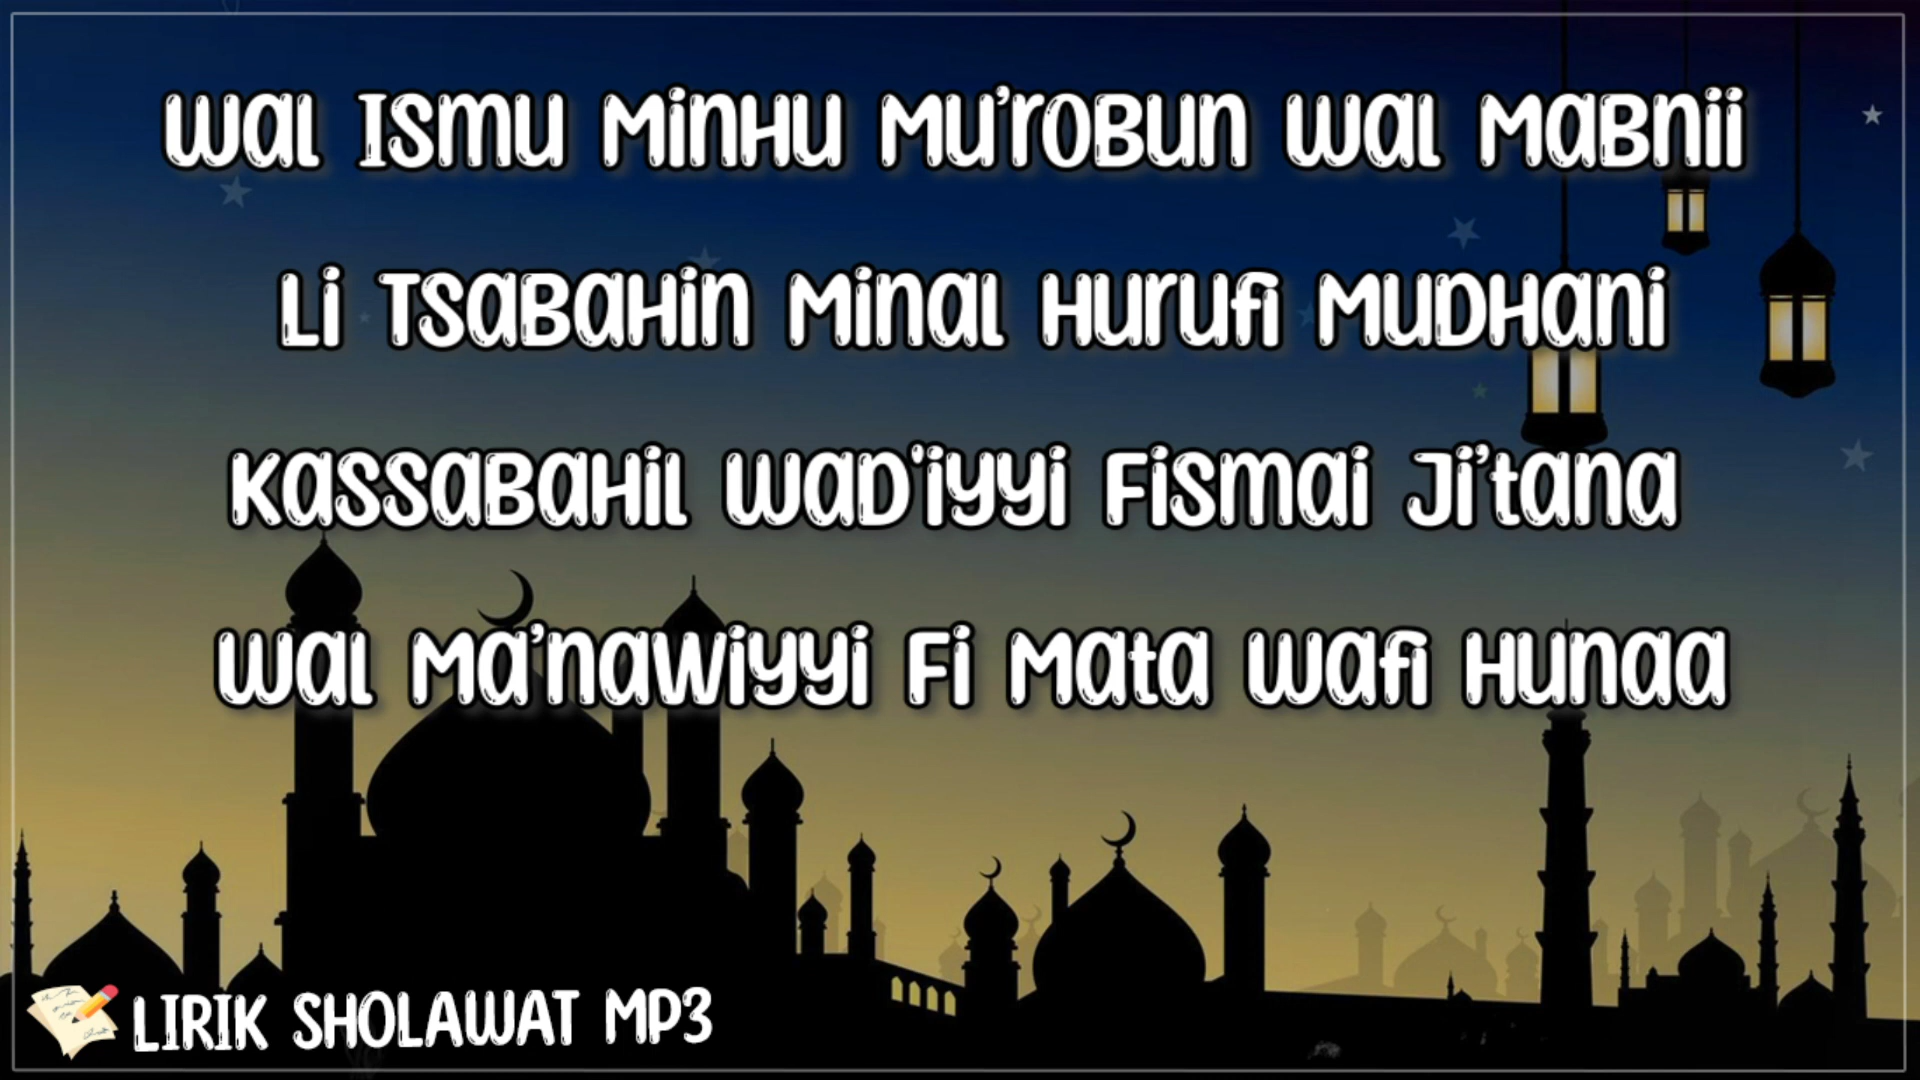 Wal Ismu Minhu Mu'robun Wal Mabnii
Li Tsabahin Minal Hurufi Mudhani
Kassabahil Wad'iyyi Fismai Ji'tana
Wal Ma'nawiyyi Fi Mata Wafi Hunaa
LIRIK SHOLAWAT MP3